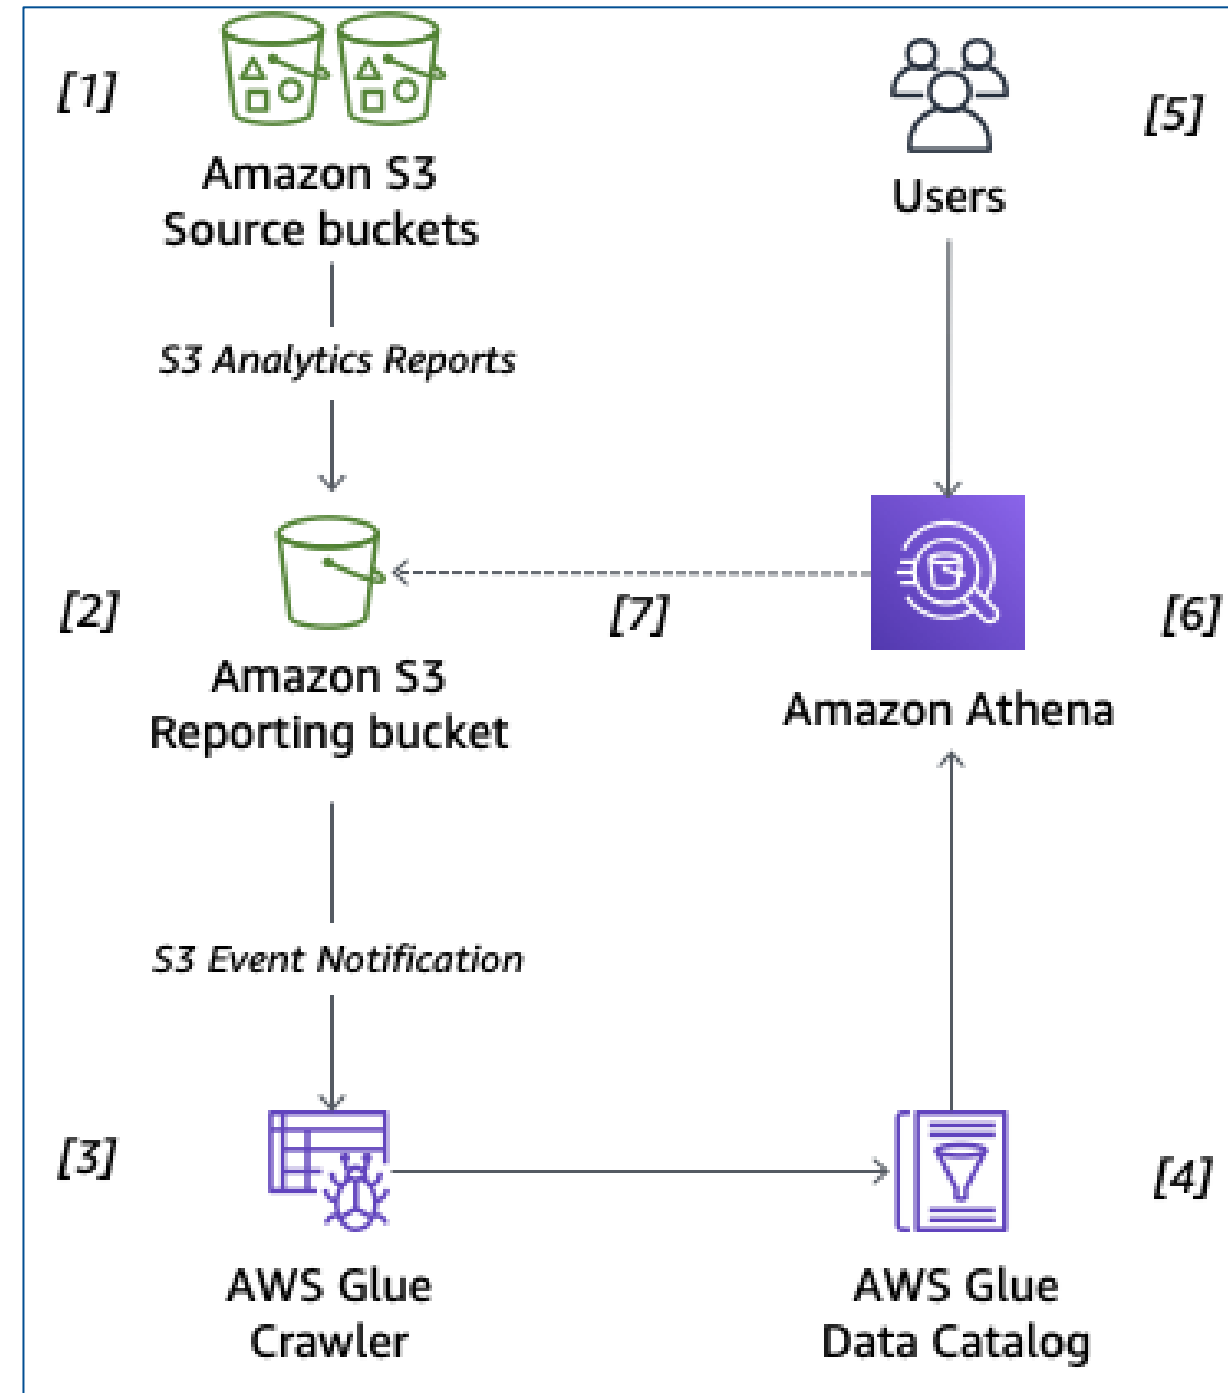 [1]
Amazon S3
Source buckets
S3 Analytics Reports
[2]
Amazon S3
Reporting bucket
S3 Event Notification
[3]
AWS Glue
Crawler
[5]
Users
[7]
[6]
Amazon Athena
[4]
AWS Glue
Data Catalog